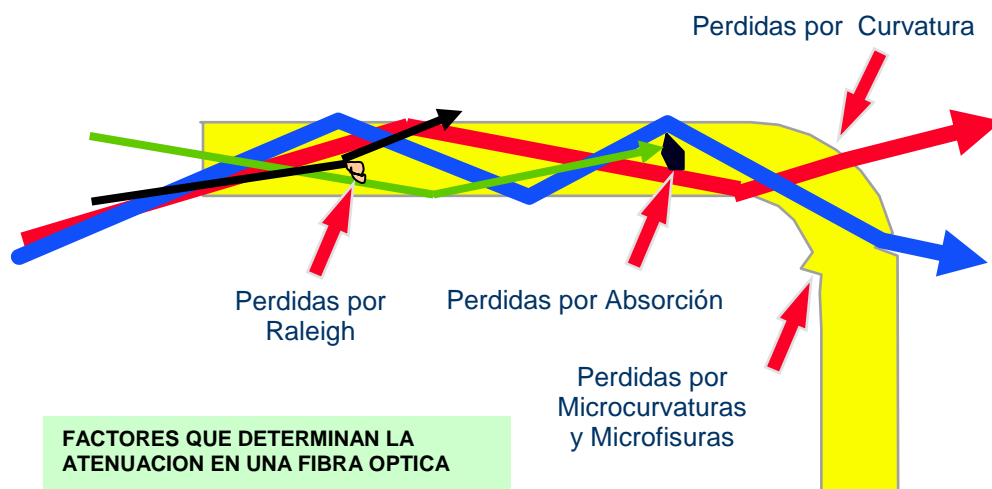 Perdidas por Curvatura
Perdidas por
Raleigh
Perdidas por Absorción
Perdidas por
Microcurvaturas
y Microfisuras
FACTORES QUE DETERMINAN LA
ATENUACION EN UNA FIBRA OPTICA